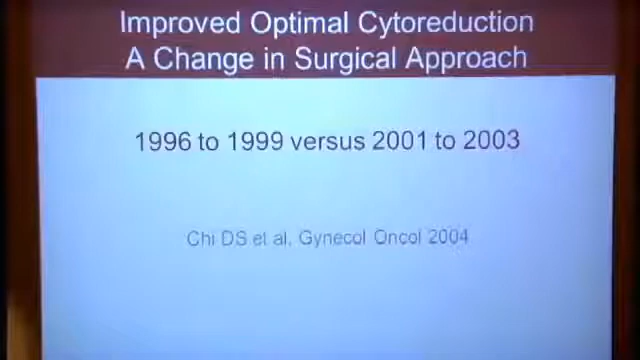 Improved Optimal Cytoreduction
A Change in Surgical Approach
1996 to 1999 versus 2001 to 2003
Chi DS et al, Gynecol Oncol 2004